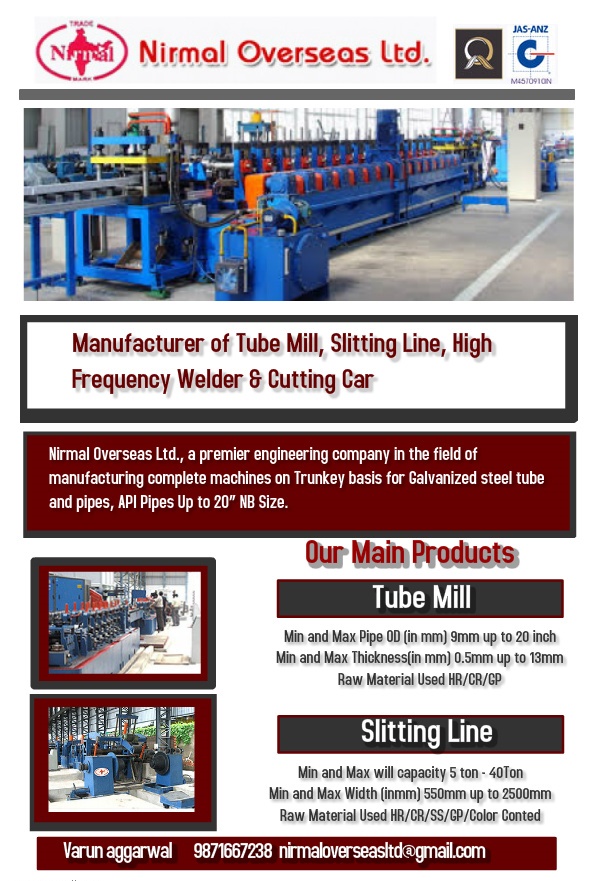 TRADE
Nirmal
MARK
Nirmal Overseas Ltd.
JAS-ANZ
Manufacturer of Tube Mill, Slitting Line, High
Frequency Welder & Cutting Car
Nirmal Overseas Ltd., a premier engineering company in the field of
manufacturing complete machines on Trunkey basis for Galvanized steel tube
and pipes, API Pipes Up to 20" NB Size.
Our Main Products
Tube Mill
Min and Max Pipe OD (in mm) 9mm up to 20 inch
Min and Max Thickness(in mm) 0.5mm up to 13mm
Raw Material Used HR/CR/GP
Slitting Line
Min and Max will capacity 5 ton - 40Ton
Min and Max Width (inmm) 550mm up to 2500mm
Raw Material Used HR/CR/SS/GP/Color Conted
Varun aggarwal 9871667238 nirmaloverseasltd@gmail.com